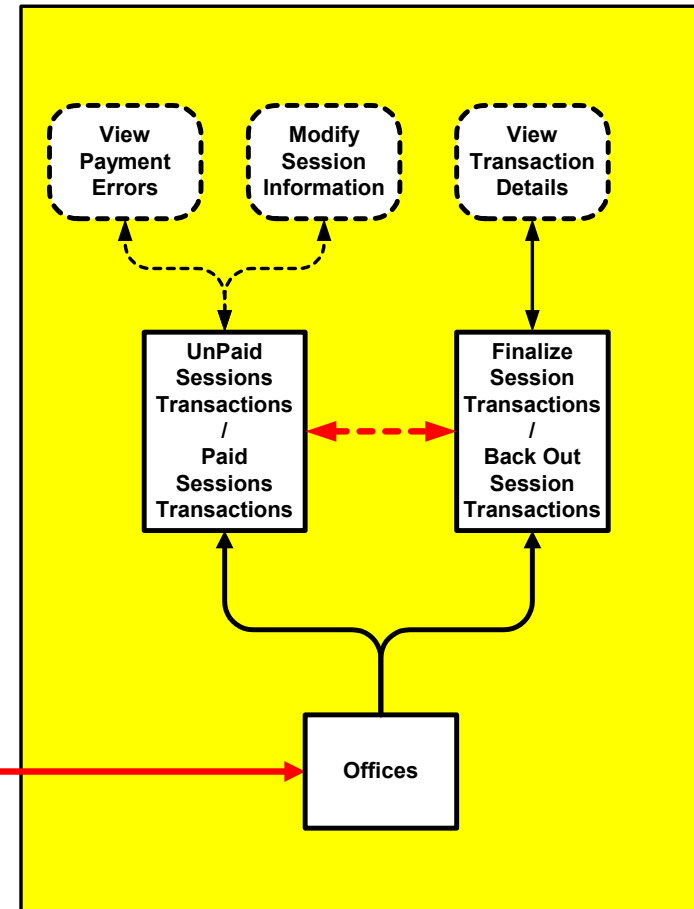 View
Payment
Errors
Modify
Session
Information
View
Transaction
Details
UnPaid
Sessions
Transactions
/
Paid
Sessions
Transactions
Finalize
Session
Transactions
/
Back Out
Session
Transactions
Offices